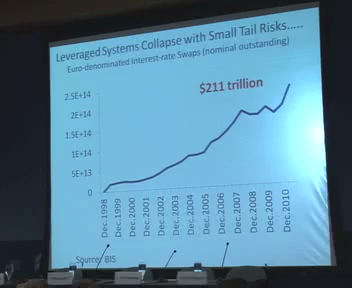 Leveraged Systems Collapse with Small Tail Risks.....
Euro-denominated Interest-rate Swaps (nominal outstanding)
$211 trillion
2.5E+14
2E+14
1.5E+14
1E+14
5E+13
0
Dec.1998
Dec.1999
Dec.2000
Dec.2001
Dec.2002
Dec.2003
Dec.2004
Dec.2005
Dec.2006
Dec.2007
Dec.2008
Dec.2009
Dec.2010
Source: BIS